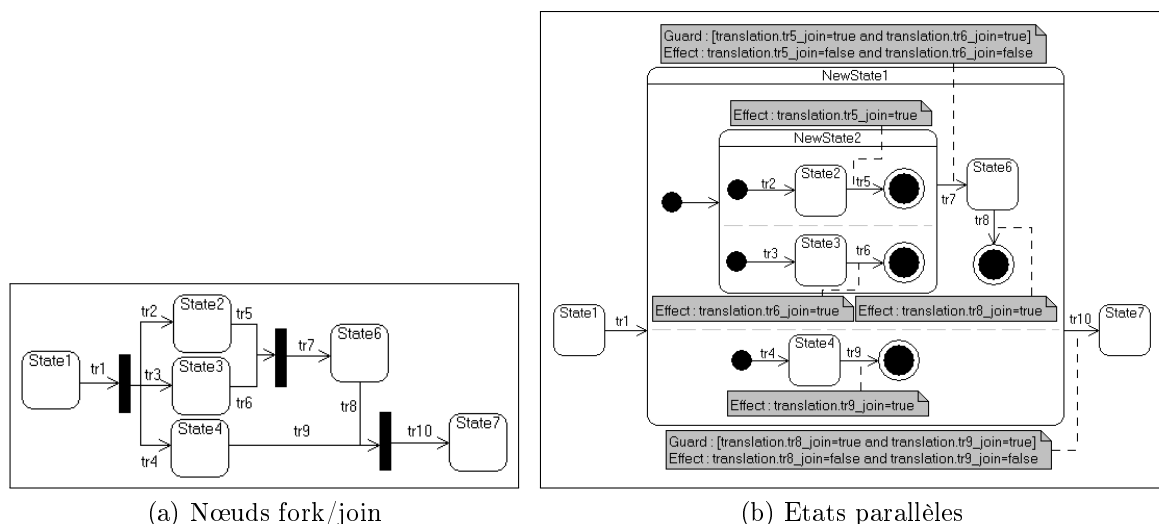 State1
tr1
tr2
tr3
tr4
State2
State3
State4
tr5
tr6
tr7
State6
tr8
tr9
tr10
State7
(a) Nœuds fork/join
Guard : [translation.tr5_join=true and translation.tr6_join=true]
Effect : translation.tr5_join=false and translation.tr6_join=false
NewState1
Effect : translation.tr5_join=true
NewState2
tr2
State2
tr5
State6
tr7
tr8
tr3
State3
tr6
Effect : translation.tr6_join=true
Effect : translation.tr8_join=true
State1
tr1
tr10
State7
tr4
State4
tr9
Effect : translation.tr9_join=true
Guard : [translation.tr8_join=true and translation.tr9_join=true]
Effect : translation.tr8_join=false and translation.tr9_join=false
(b) Etats parallèles